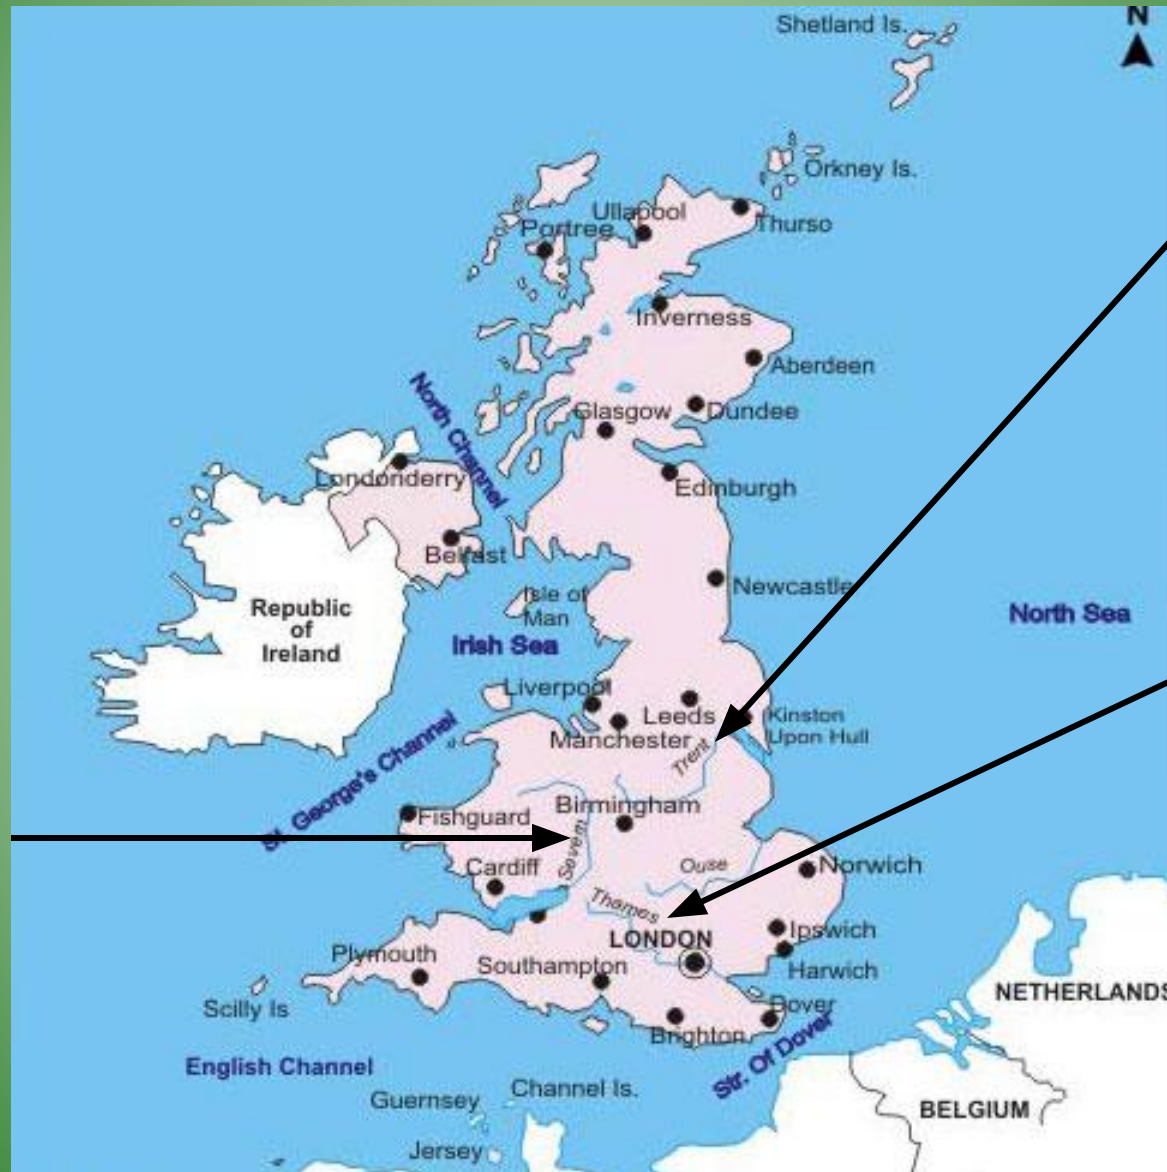 N
Shetland Is.
Orkney Is.
Ullapool
Thurso
Portree
Inverness
Aberdeen
Glasgow
Dundee
North Channel
Londonderry
Edinburgh
Belfast
Newcastle
Isle of
Man
Republic
of
Ireland
North Sea
Irish Sea
Liverpool
Leeds
Kinston
Upon Hull
Manchester
Trent
St. George's Channel
Birmingham
Fishguard
Severn
Cardiff
Ouse
Norwich
Thames
LONDON
Ipswich
Plymouth
Southampton
Harwich
Scilly Is
NETHERLANDS
Dover
Brighton
Str. Of Dover
English Channel
Channel Is.
Guernsey
BELGIUM
Jersey